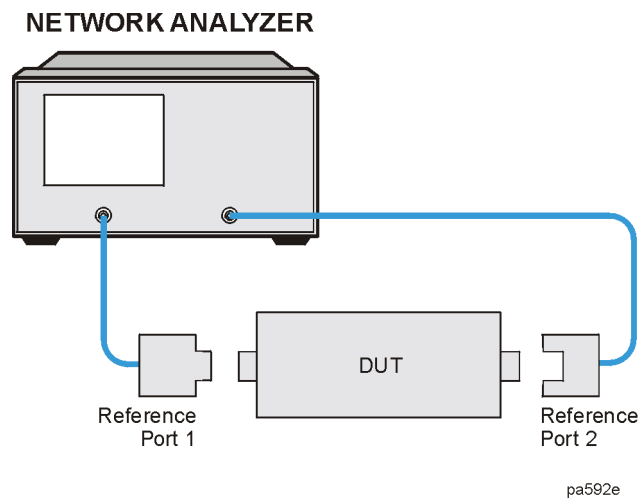 NETWORK ANALYZER
DUT
Reference
Port 1
Reference
Port 2
pa592e